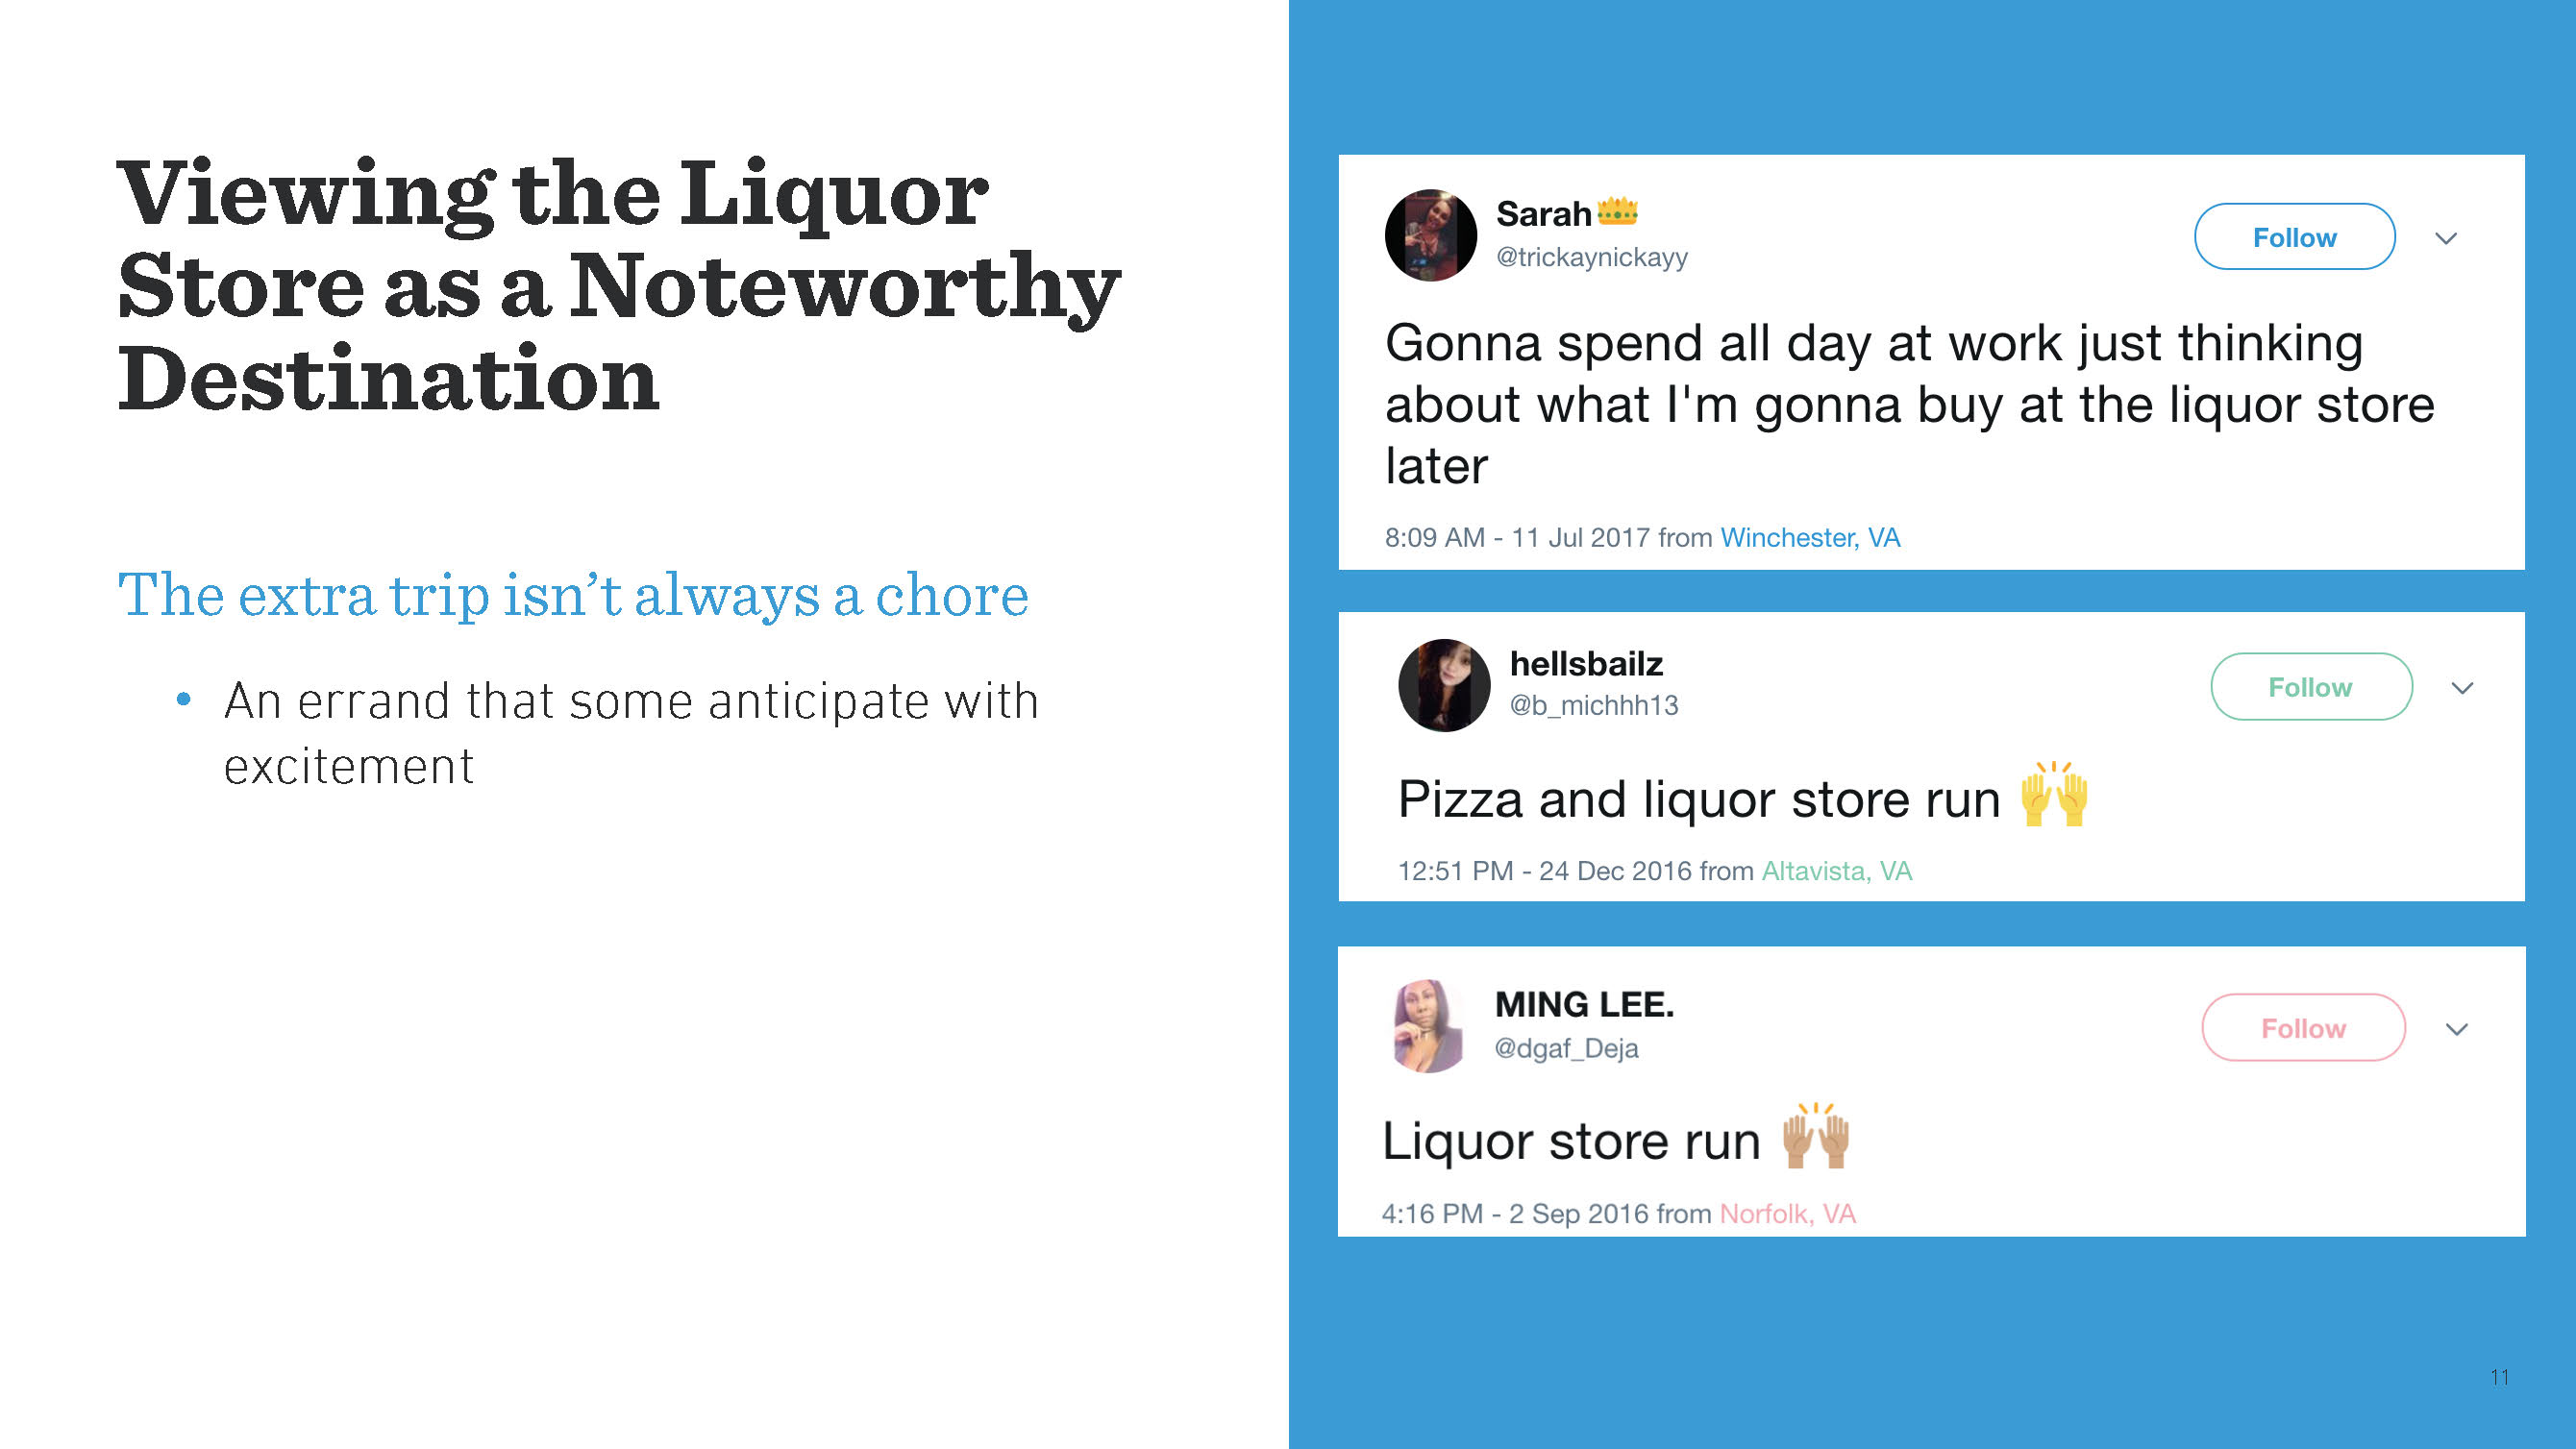 Viewing the Liquor
Store as a Noteworthy
Destination
The extra trip isn’t always a chore
• An errand that some anticipate with
excitement
Sarah👑
@trickaynickayy
Follow
Gonna spend all day at work just thinking
about what I'm gonna buy at the liquor store
later
8:09 AM - 11 Jul 2017 from Winchester, VA
hellsbailz
@b_michhh13
Follow
Pizza and liquor store run 🙌
12:51 PM - 24 Dec 2016 from Altavista, VA
MING LEE.
@dgaf_Deja
Follow
Liquor store run 🙌🏽
4:16 PM - 2 Sep 2016 from Norfolk, VA
11